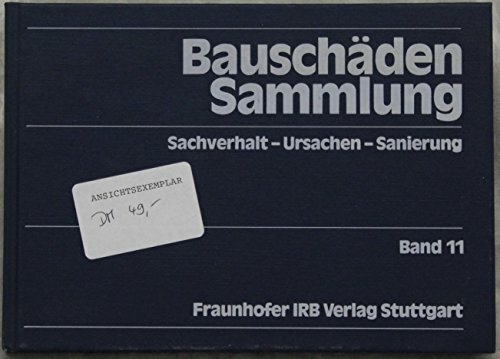 Bauschäden
Sammlung
Sachverhalt – Ursachen – Sanierung
ANSICHTSEXEMPLAR
DM 49,-
Band 11
Fraunhofer IRB Verlag Stuttgart